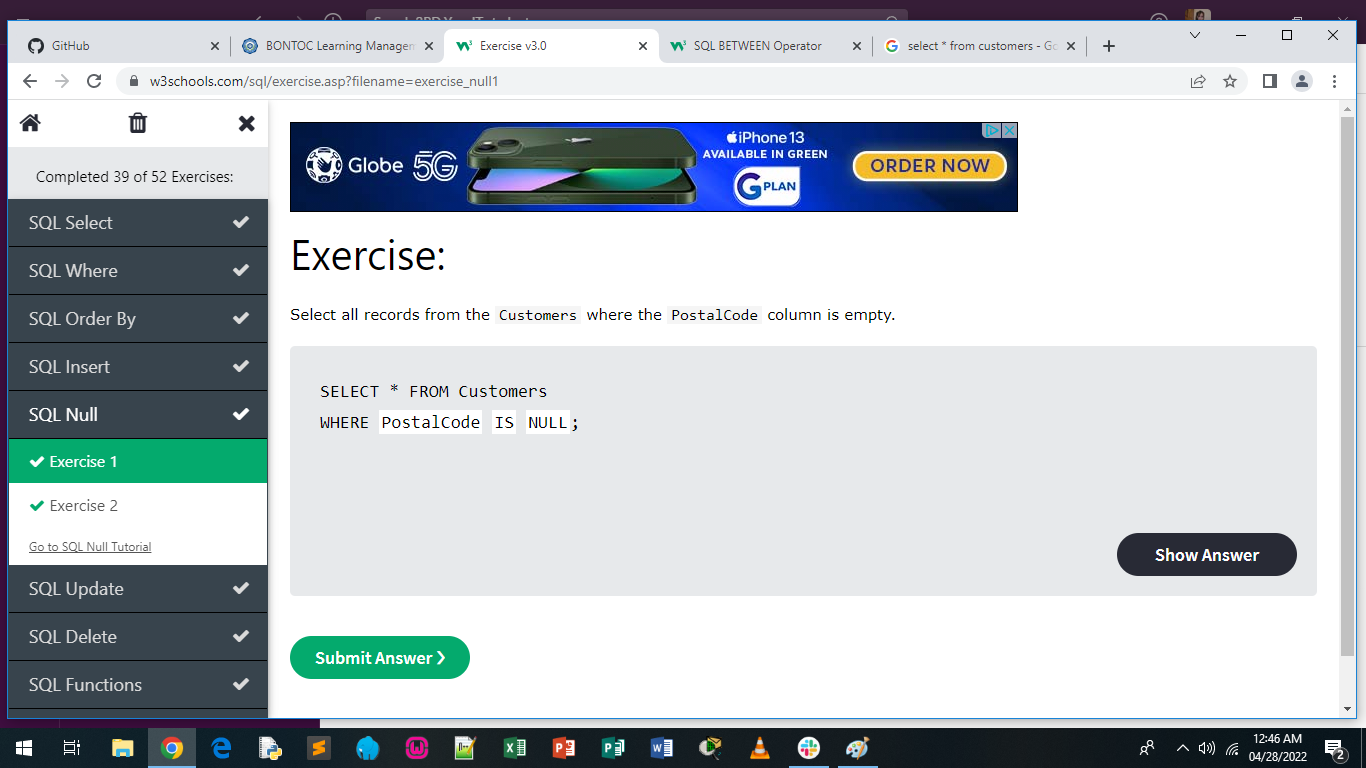 GitHub
BONTOC Learning Managem
Exercise v3.0
SQL BETWEEN Operator
select * from customers - Go
w3schools.com/sql/exercise.asp?filename=exercise_null1
Completed 39 of 52 Exercises:
SQL Select
SQL Where
SQL Order By
SQL Insert
SQL Null
Exercise 1
Exercise 2
Go to SQL Null Tutorial
SQL Update
SQL Delete
SQL Functions
Globe 5G
iPhone 13
AVAILABLE IN GREEN
GPLAN
ORDER NOW
Exercise:
Select all records from the Customers where the PostalCode column is empty.
SELECT * FROM Customers
WHERE PostalCode IS NULL;
Show Answer
Submit Answer ❯
12:46 AM
04/28/2022
2